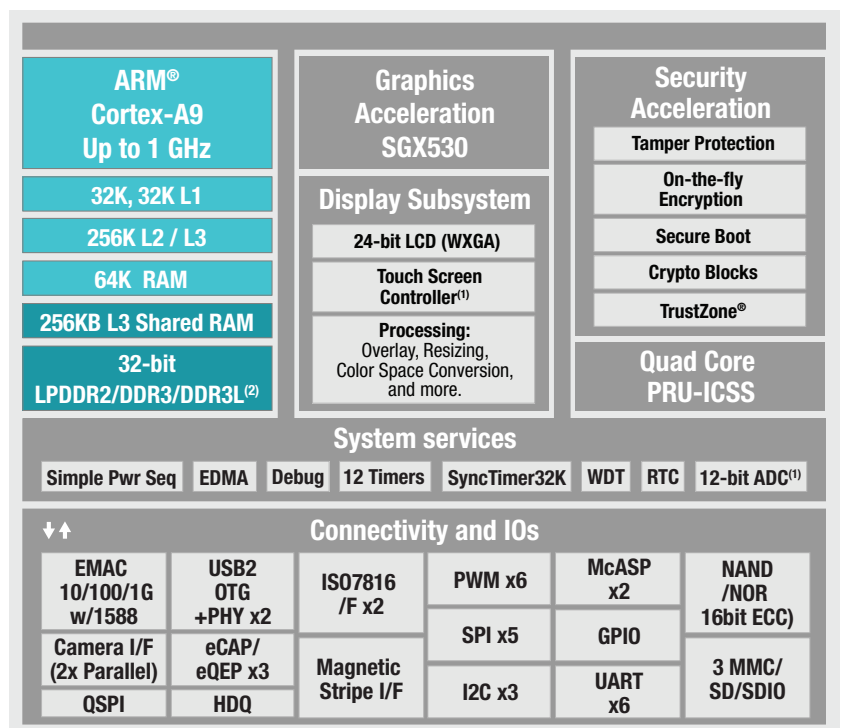 ARM®
Cortex-A9
Up to 1 GHz
32K, 32K L1
256K L2 / L3
64K RAM
256KB L3 Shared RAM
32-bit
LPDDR2/DDR3/DDR3L(2)
Graphics
Acceleration
SGX530
Display Subsystem
24-bit LCD (WXGA)
Touch Screen
Controller(1)
Processing:
Overlay, Resizing,
Color Space Conversion,
and more.
Security
Acceleration
Tamper Protection
On-the-fly
Encryption
Secure Boot
Crypto Blocks
TrustZone®
Quad Core
PRU-ICSS
System services
Simple Pwr Seq
EDMA
Debug
12 Timers
SyncTimer32K
WDT
RTC
12-bit ADC(1)
Connectivity and IOs
EMAC
10/100/1G
w/1588
Camera I/F
(2x Parallel)
QSPI
USB2
OTG
+PHY x2
eCAP/
eQEP x3
HDQ
ISO7816
/F x2
Magnetic
Stripe I/F
PWM x6
SPI x5
I2C x3
McASP
x2
GPIO
UART
x6
NAND
/NOR
16bit ECC)
3 MMC/
SD/SDIO